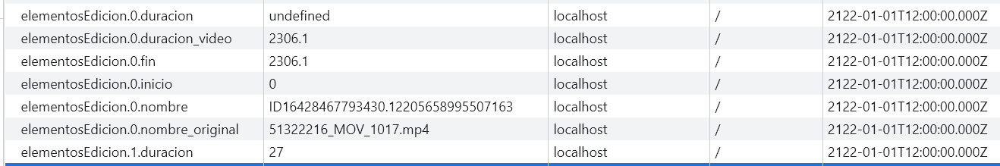 elementosEdicion.0.duracion undefined localhost / 2122-01-01T12:00:00.000Z
elementosEdicion.0.duracion_video 2306.1 localhost / 2122-01-01T12:00:00.000Z
elementosEdicion.0.fin 2306.1 localhost / 2122-01-01T12:00:00.000Z
elementosEdicion.0.inicio 0 localhost / 2122-01-01T12:00:00.000Z
elementosEdicion.0.nombre ID16428467793430.12205658995507163 localhost / 2122-01-01T12:00:00.000Z
elementosEdicion.0.nombre_original 51322216_MOV_1017.mp4 localhost / 2122-01-01T12:00:00.000Z
elementosEdicion.1.duracion 27 localhost / 2122-01-01T12:00:00.000Z